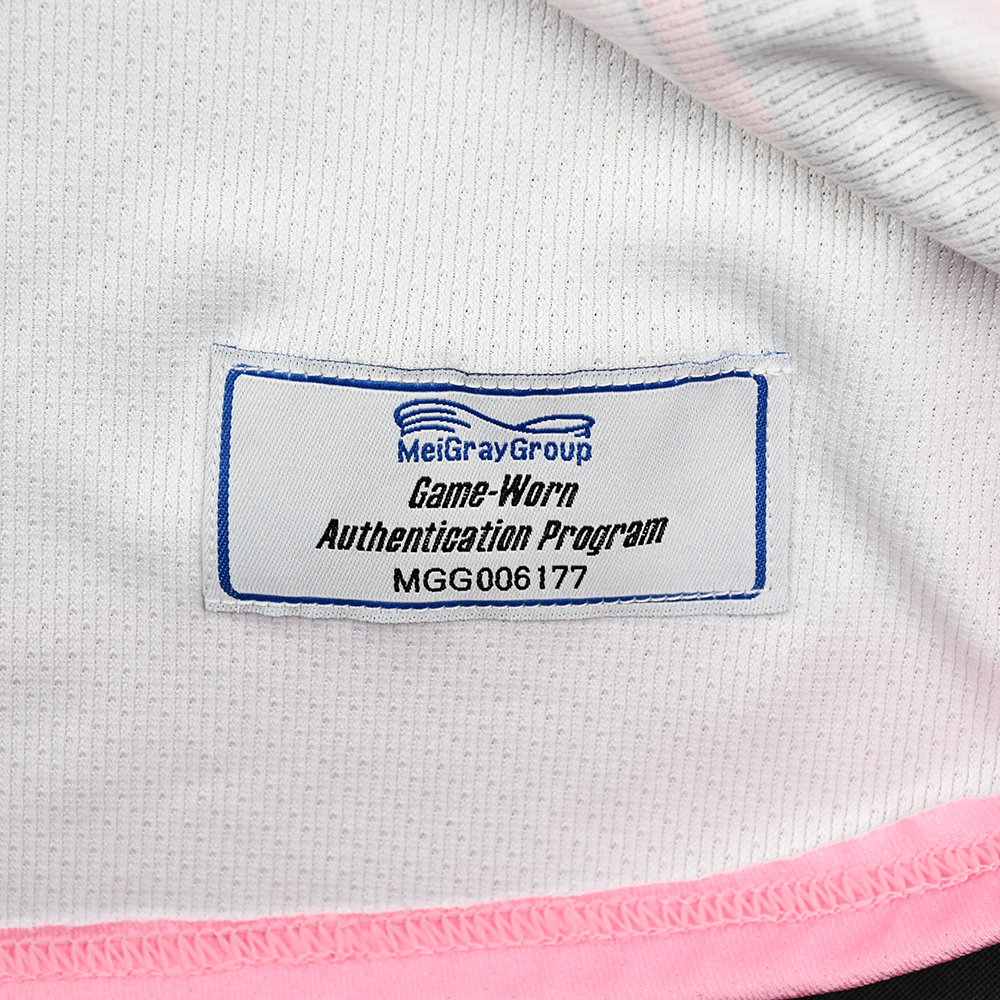 MeiGrayGroup
Game-Worn
Authentication Program
MGG006177